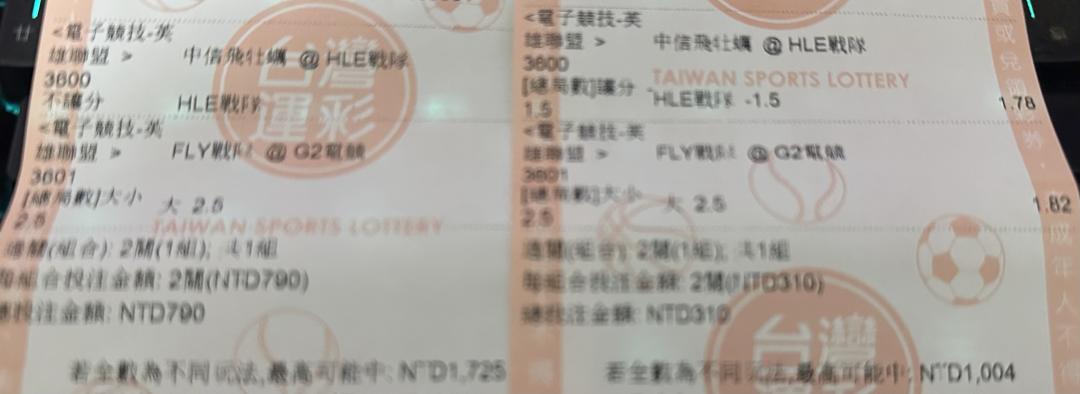 <電子競技-英
雄聯盟 > 中信飛牡蠣 @ HLE戰隊
3600
不讓分 HLE戰隊
<電子競技-英
雄聯盟 > FLY戰隊 @ G2電競
3601
[總局數]大小 大 2.5
2.5
TAIWAN SPORTS LOTTERY
過關(組合): 2關(1組); 共1組
每組合投注金額: 2關(NTD790)
總投注金額: NTD790
若全數為不同玩法,最高可能中: NTD1,725
台灣運彩
<電子競技-英
雄聯盟 > 中信飛牡蠣 @ HLE戰隊
3600
TAIWAN SPORTS LOTTERY
[總局數]讓分 HLE戰隊 -1.5 1.78
1.5
<電子競技-英
雄聯盟 > FLY戰隊 @ G2電競
3601
[總局數]大小 大 2.5 1.82
2.5
過關(組合): 2關(1組); 共1組
每組合投注金額: 2關(NTD310)
總投注金額: NTD310
若全數為不同玩法,最高可能中: NTD1,004
台灣